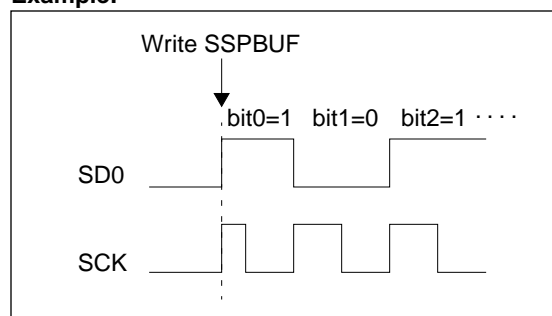 Example:
Write SSPBUF
bit0=1 bit1=0 bit2=1 · · · ·
SD0
SCK